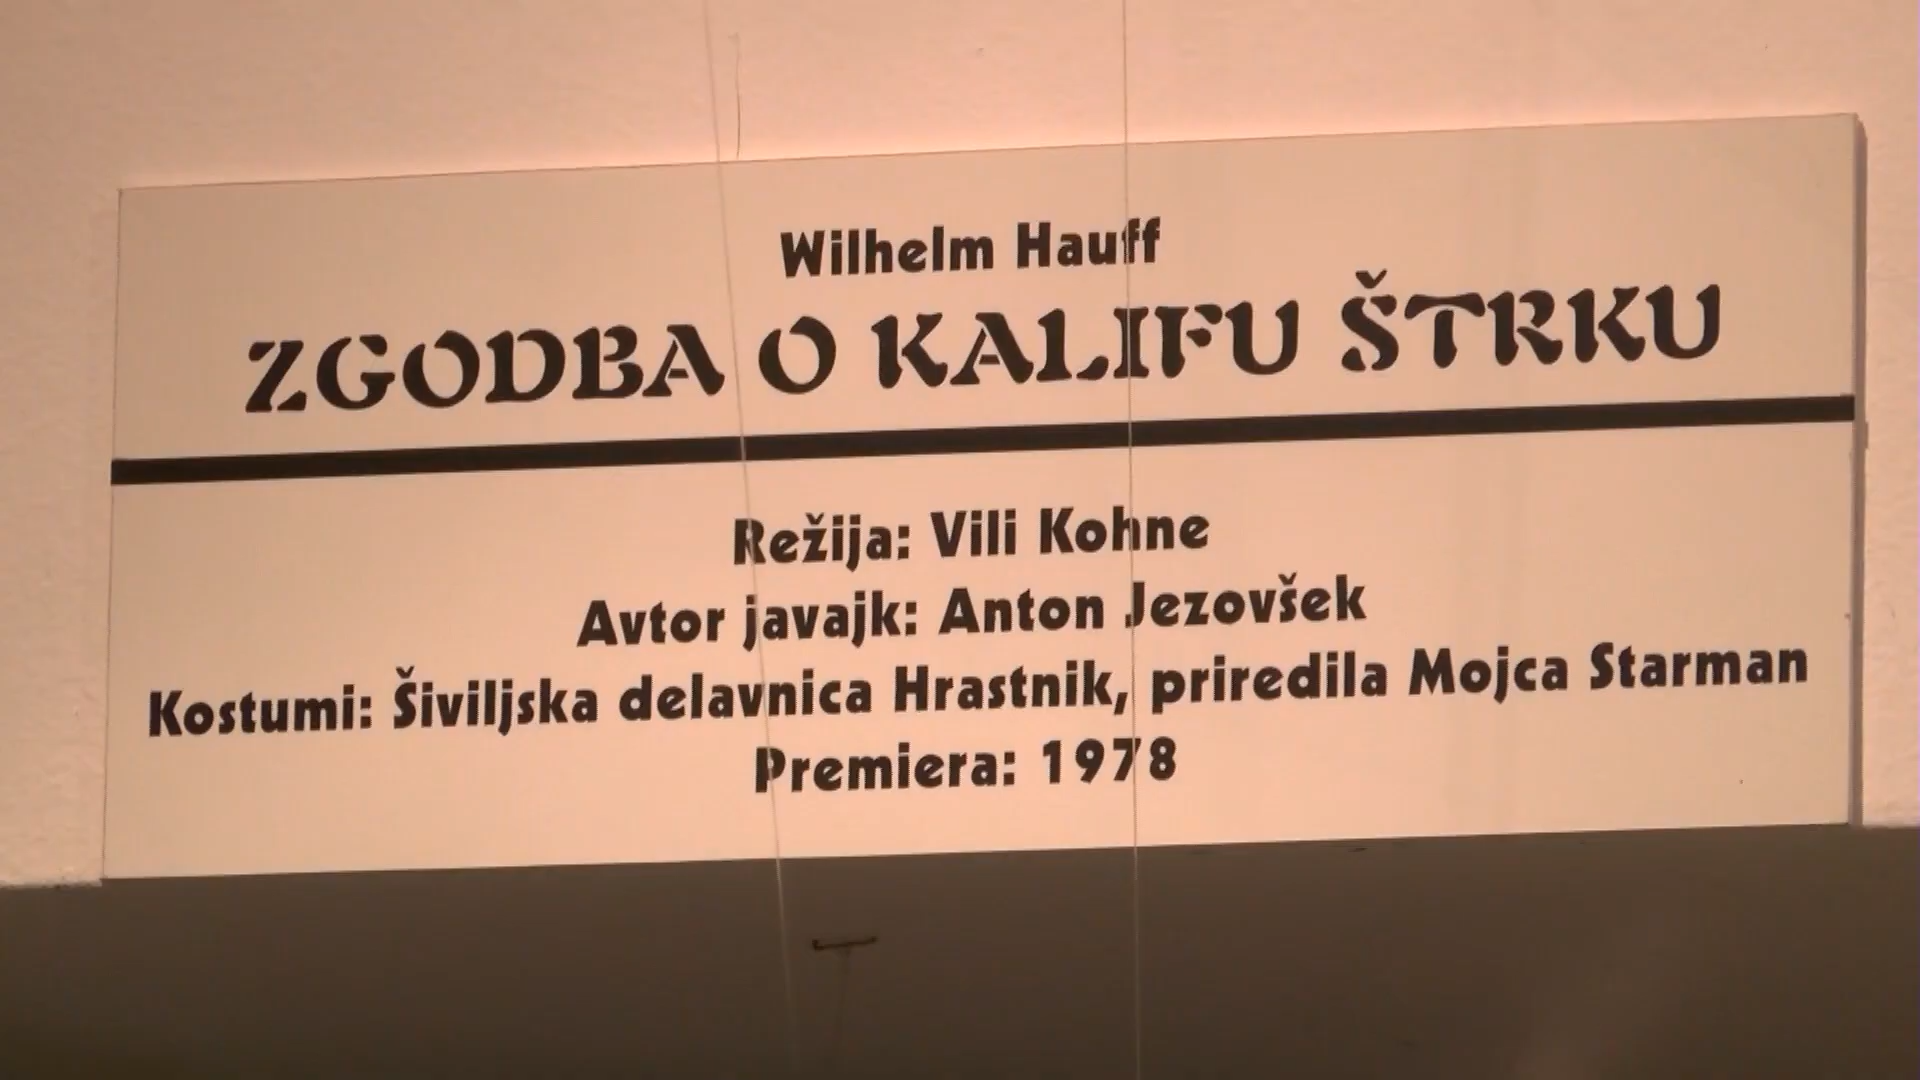 Wilhelm Hauff
ZGODBA O KALIFU ŠTRKU
Režija: Vili Kohne
Avtor javajk: Anton Jezovšek
Kostumi: Šiviljska delavnica Hrastnik, priredila Mojca Starman
Premiera: 1978